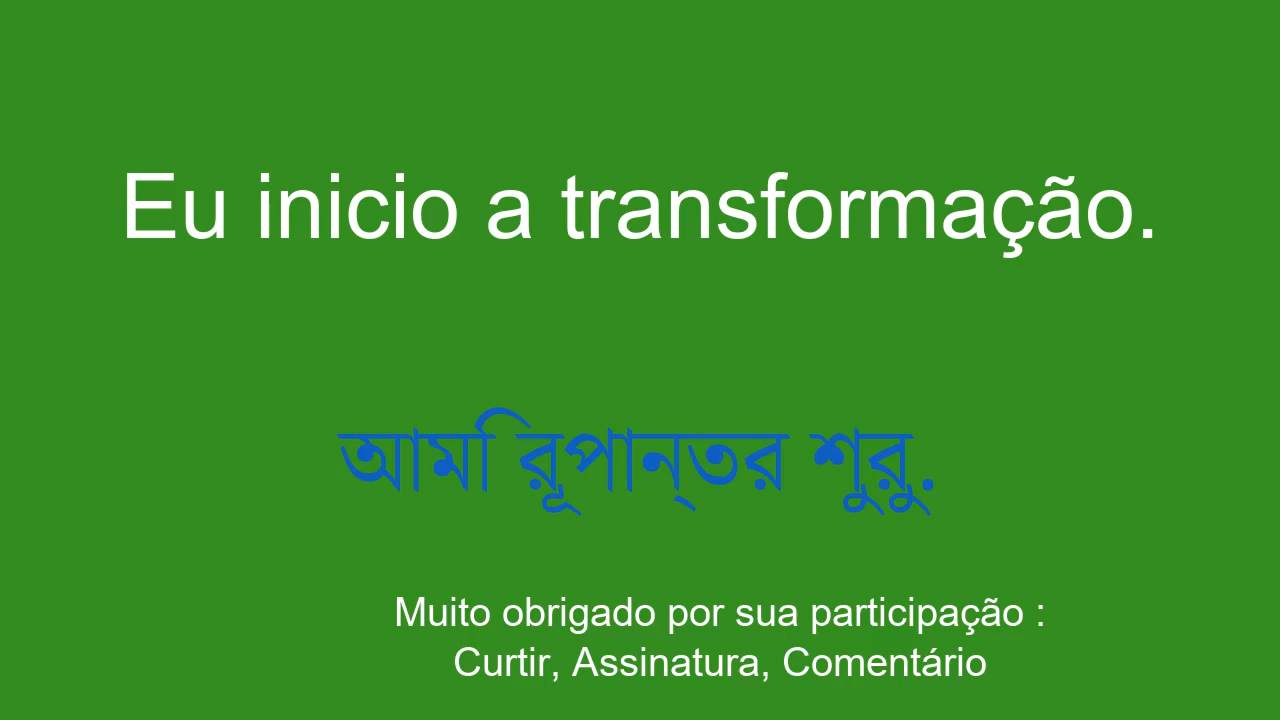 Eu inicio a transformação.
আমি রূপান্তর শুরু.
Muito obrigado por sua participação :
Curtir, Assinatura, Comentário